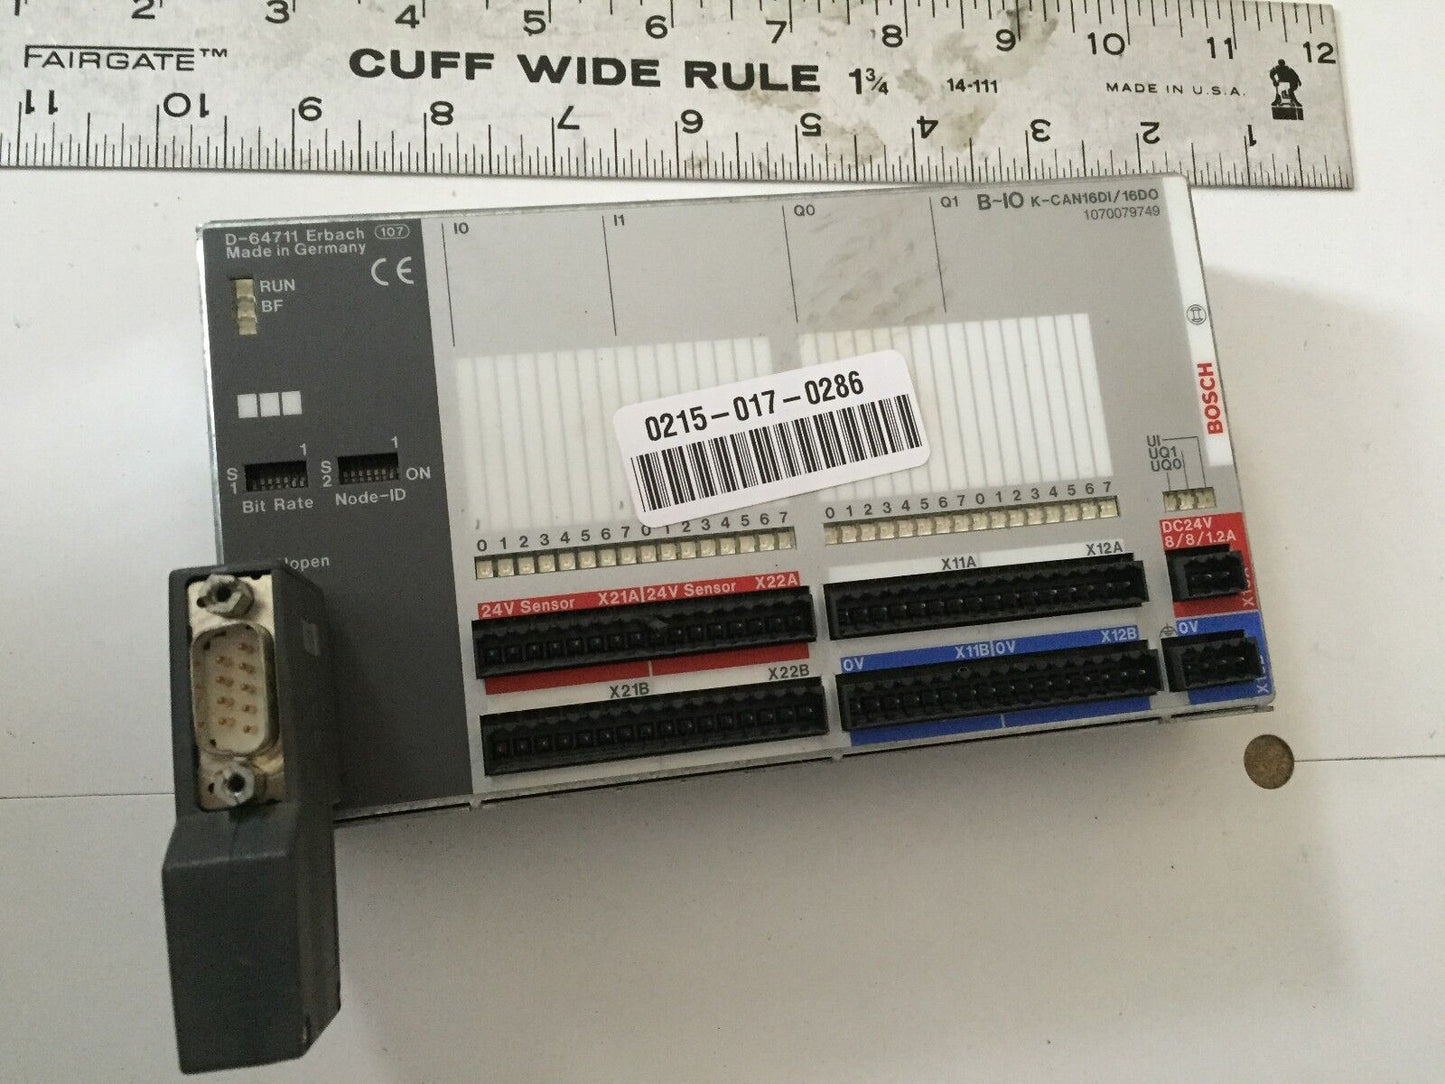 1 2 3 4 5 6 7 8 9 10 11 12
FAIRGATE™ CUFF WIDE RULE 1¾ 14-111 MADE IN U.S.A.
11 10 9 8 7 6 5 4 3 2 1
D-64711 Erbach 107
Made in Germany
CE
I0 I1 Q0 Q1
B-IO K-CAN16DI/16DO
1070079749
RUN
BF
BOSCH
0215-017-0286
1 1
S1 S2 ON
Bit Rate Node-ID
UI
UQ1
UQ0
0 1 2 3 4 5 6 7 0 1 2 3 4 5 6 7
0 1 2 3 4 5 6 7 0 1 2 3 4 5 6 7
DC24V
8/8/1.2A
24V Sensor X21A 24V Sensor X22A
X11A X12A
0V X11B 0V X12B
0V
X21B X22B